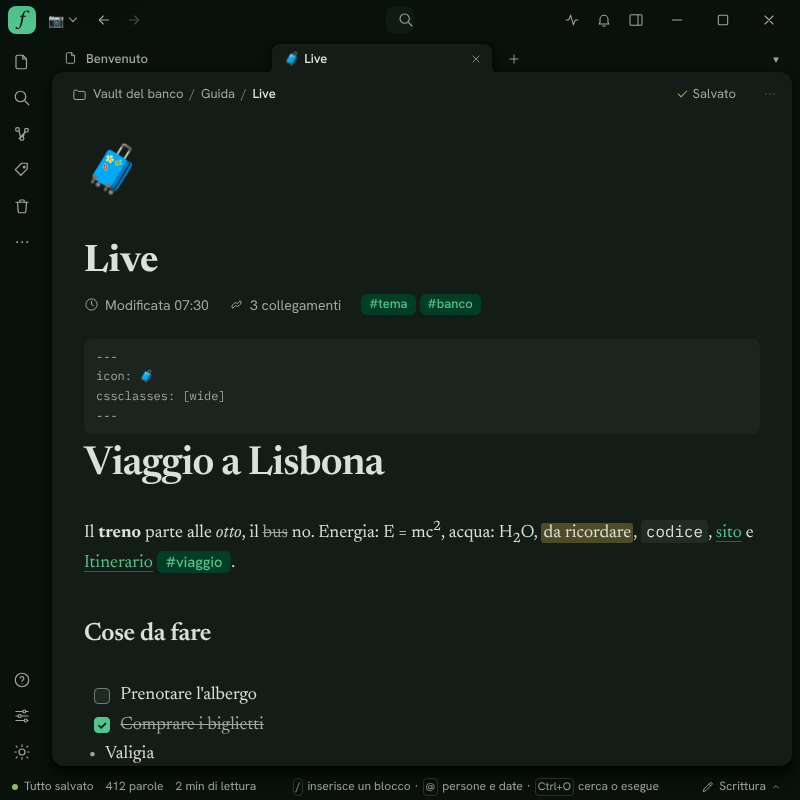 f
Benvenuto
Live
Vault del banco / Guida / Live
Salvato
Live
Modificata 07:30
3 collegamenti
#tema
#banco
---
icon: 🧳
cssclasses: [wide]
---
Viaggio a Lisbona
Il treno parte alle otto, il bus no. Energia: E = mc², acqua: H₂O, da ricordare, codice, sito e
Itinerario #viaggio.
Cose da fare
Prenotare l'albergo
Comprare i biglietti
• Valigia
Tutto salvato 412 parole 2 min di lettura / inserisce un blocco · @ persone e date · Ctrl+O cerca o esegue Scrittura